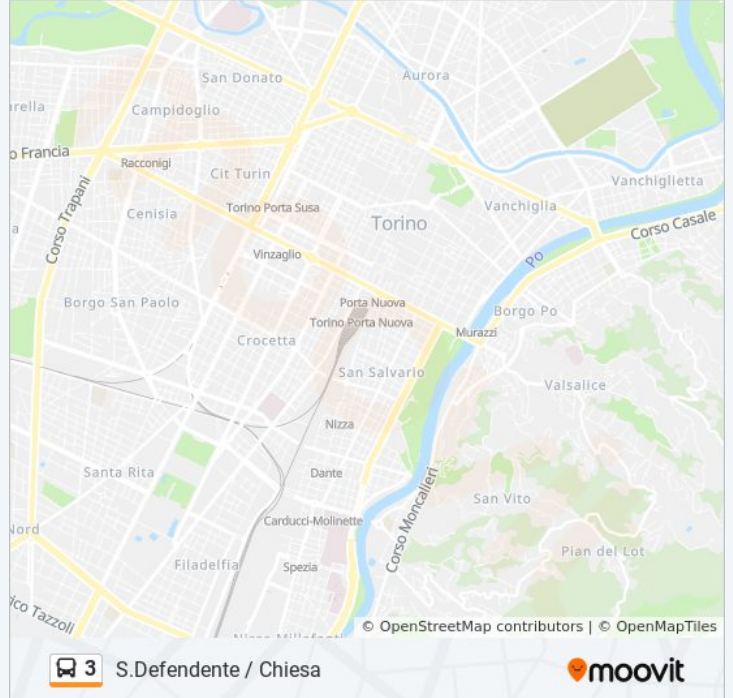 San Donato
Aurora
arella
Campidoglio
o Francia
Racconigi
Cit Turin
Vanchiglietta
Corso Trapani
Cenisia
Torino Porta Susa
Torino
Vanchiglia
Corso Casale
a
Vinzaglio
Po
Borgo San Paolo
Porta Nuova
Torino Porta Nuova
Borgo Po
Murazzi
Crocetta
San Salvario
Valsalice
Nizza
Santa Rita
Dante
Corso Moncalieri
San Vito
Nord
Carducci-Molinette
Filadelfia
Spezia
Pian del Lot
ico Tazzoli
© OpenStreetMap contributors | © OpenMapTiles
3 S.Defendente / Chiesa
moovit